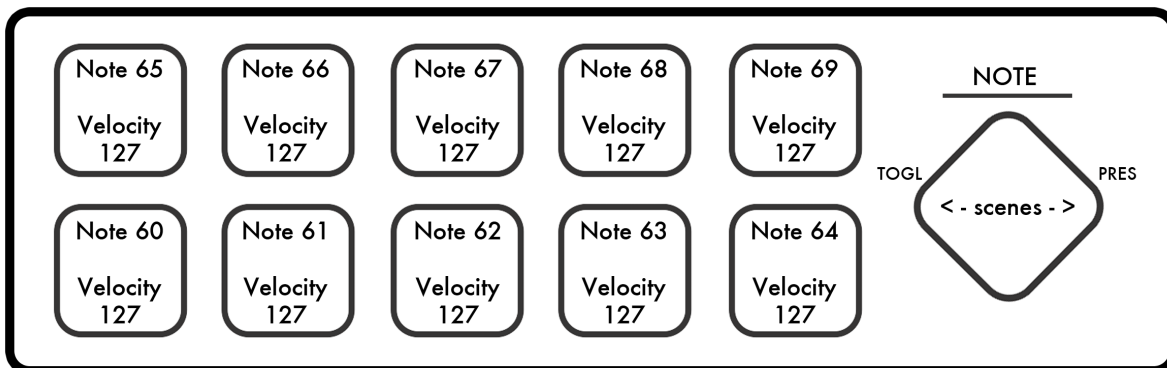 Note 65
Velocity
127
Note 66
Velocity
127
Note 67
Velocity
127
Note 68
Velocity
127
Note 69
Velocity
127
NOTE
TOGL
PRES
< - scenes - >
Note 60
Velocity
127
Note 61
Velocity
127
Note 62
Velocity
127
Note 63
Velocity
127
Note 64
Velocity
127